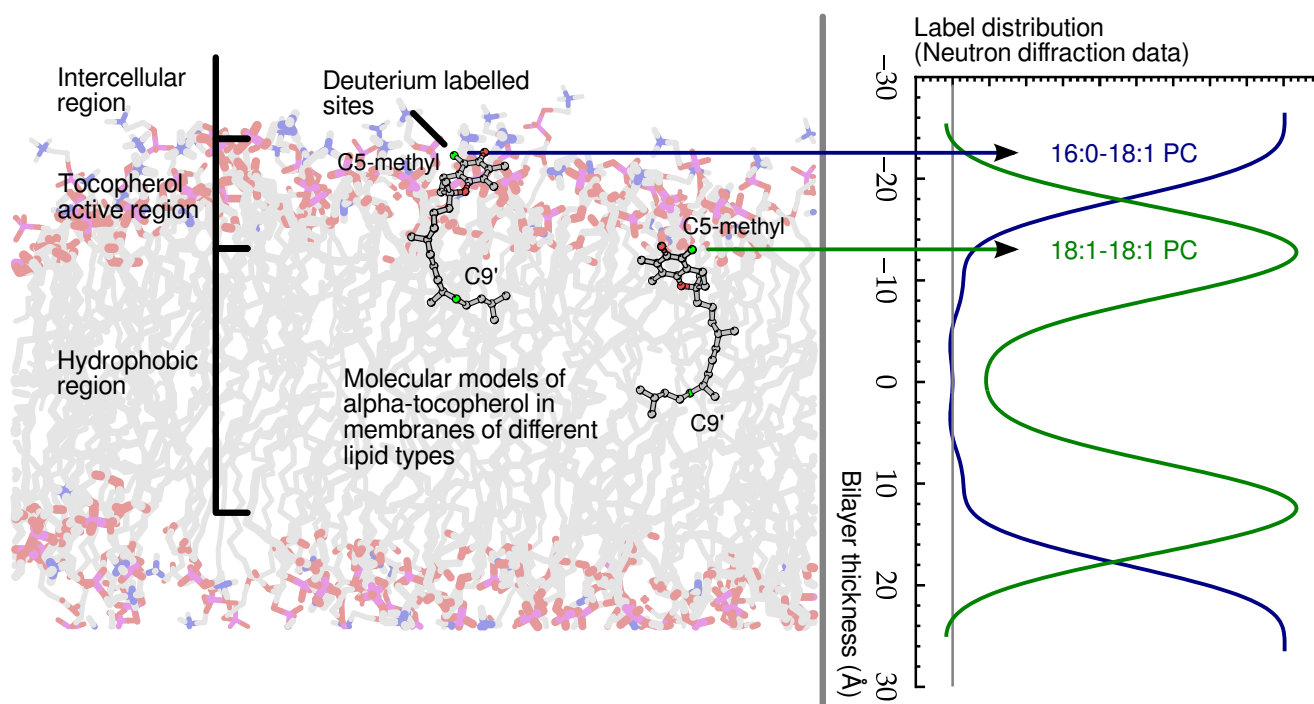 Intercellular
region
Tocopherol
active region
Hydrophobic
region
Deuterium labelled
sites
C5-methyl
C9'
C5-methyl
C9'
Molecular models of
alpha-tocopherol in
membranes of different
lipid types
Label distribution
(Neutron diffraction data)
16:0-18:1 PC
18:1-18:1 PC
−30
−20
−10
0
10
20
30
Bilayer thickness (Å)